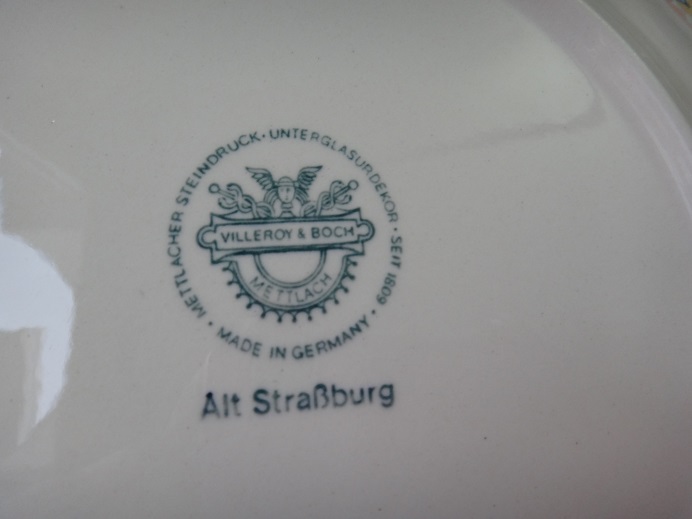 METTLACHER STEINDRUCK · UNTERGLASURDEKOR · SEIT 1809 ·
VILLEROY & BOCH
METTLACH
MADE IN GERMANY
Alt Straßburg